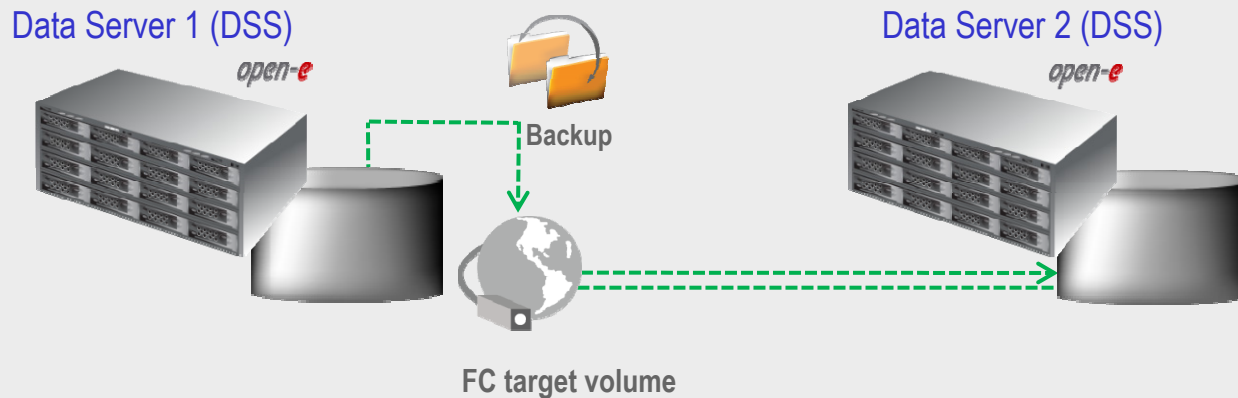 Data Server 1 (DSS)
Data Server 2 (DSS)
open-e
open-e
Backup
FC target volume